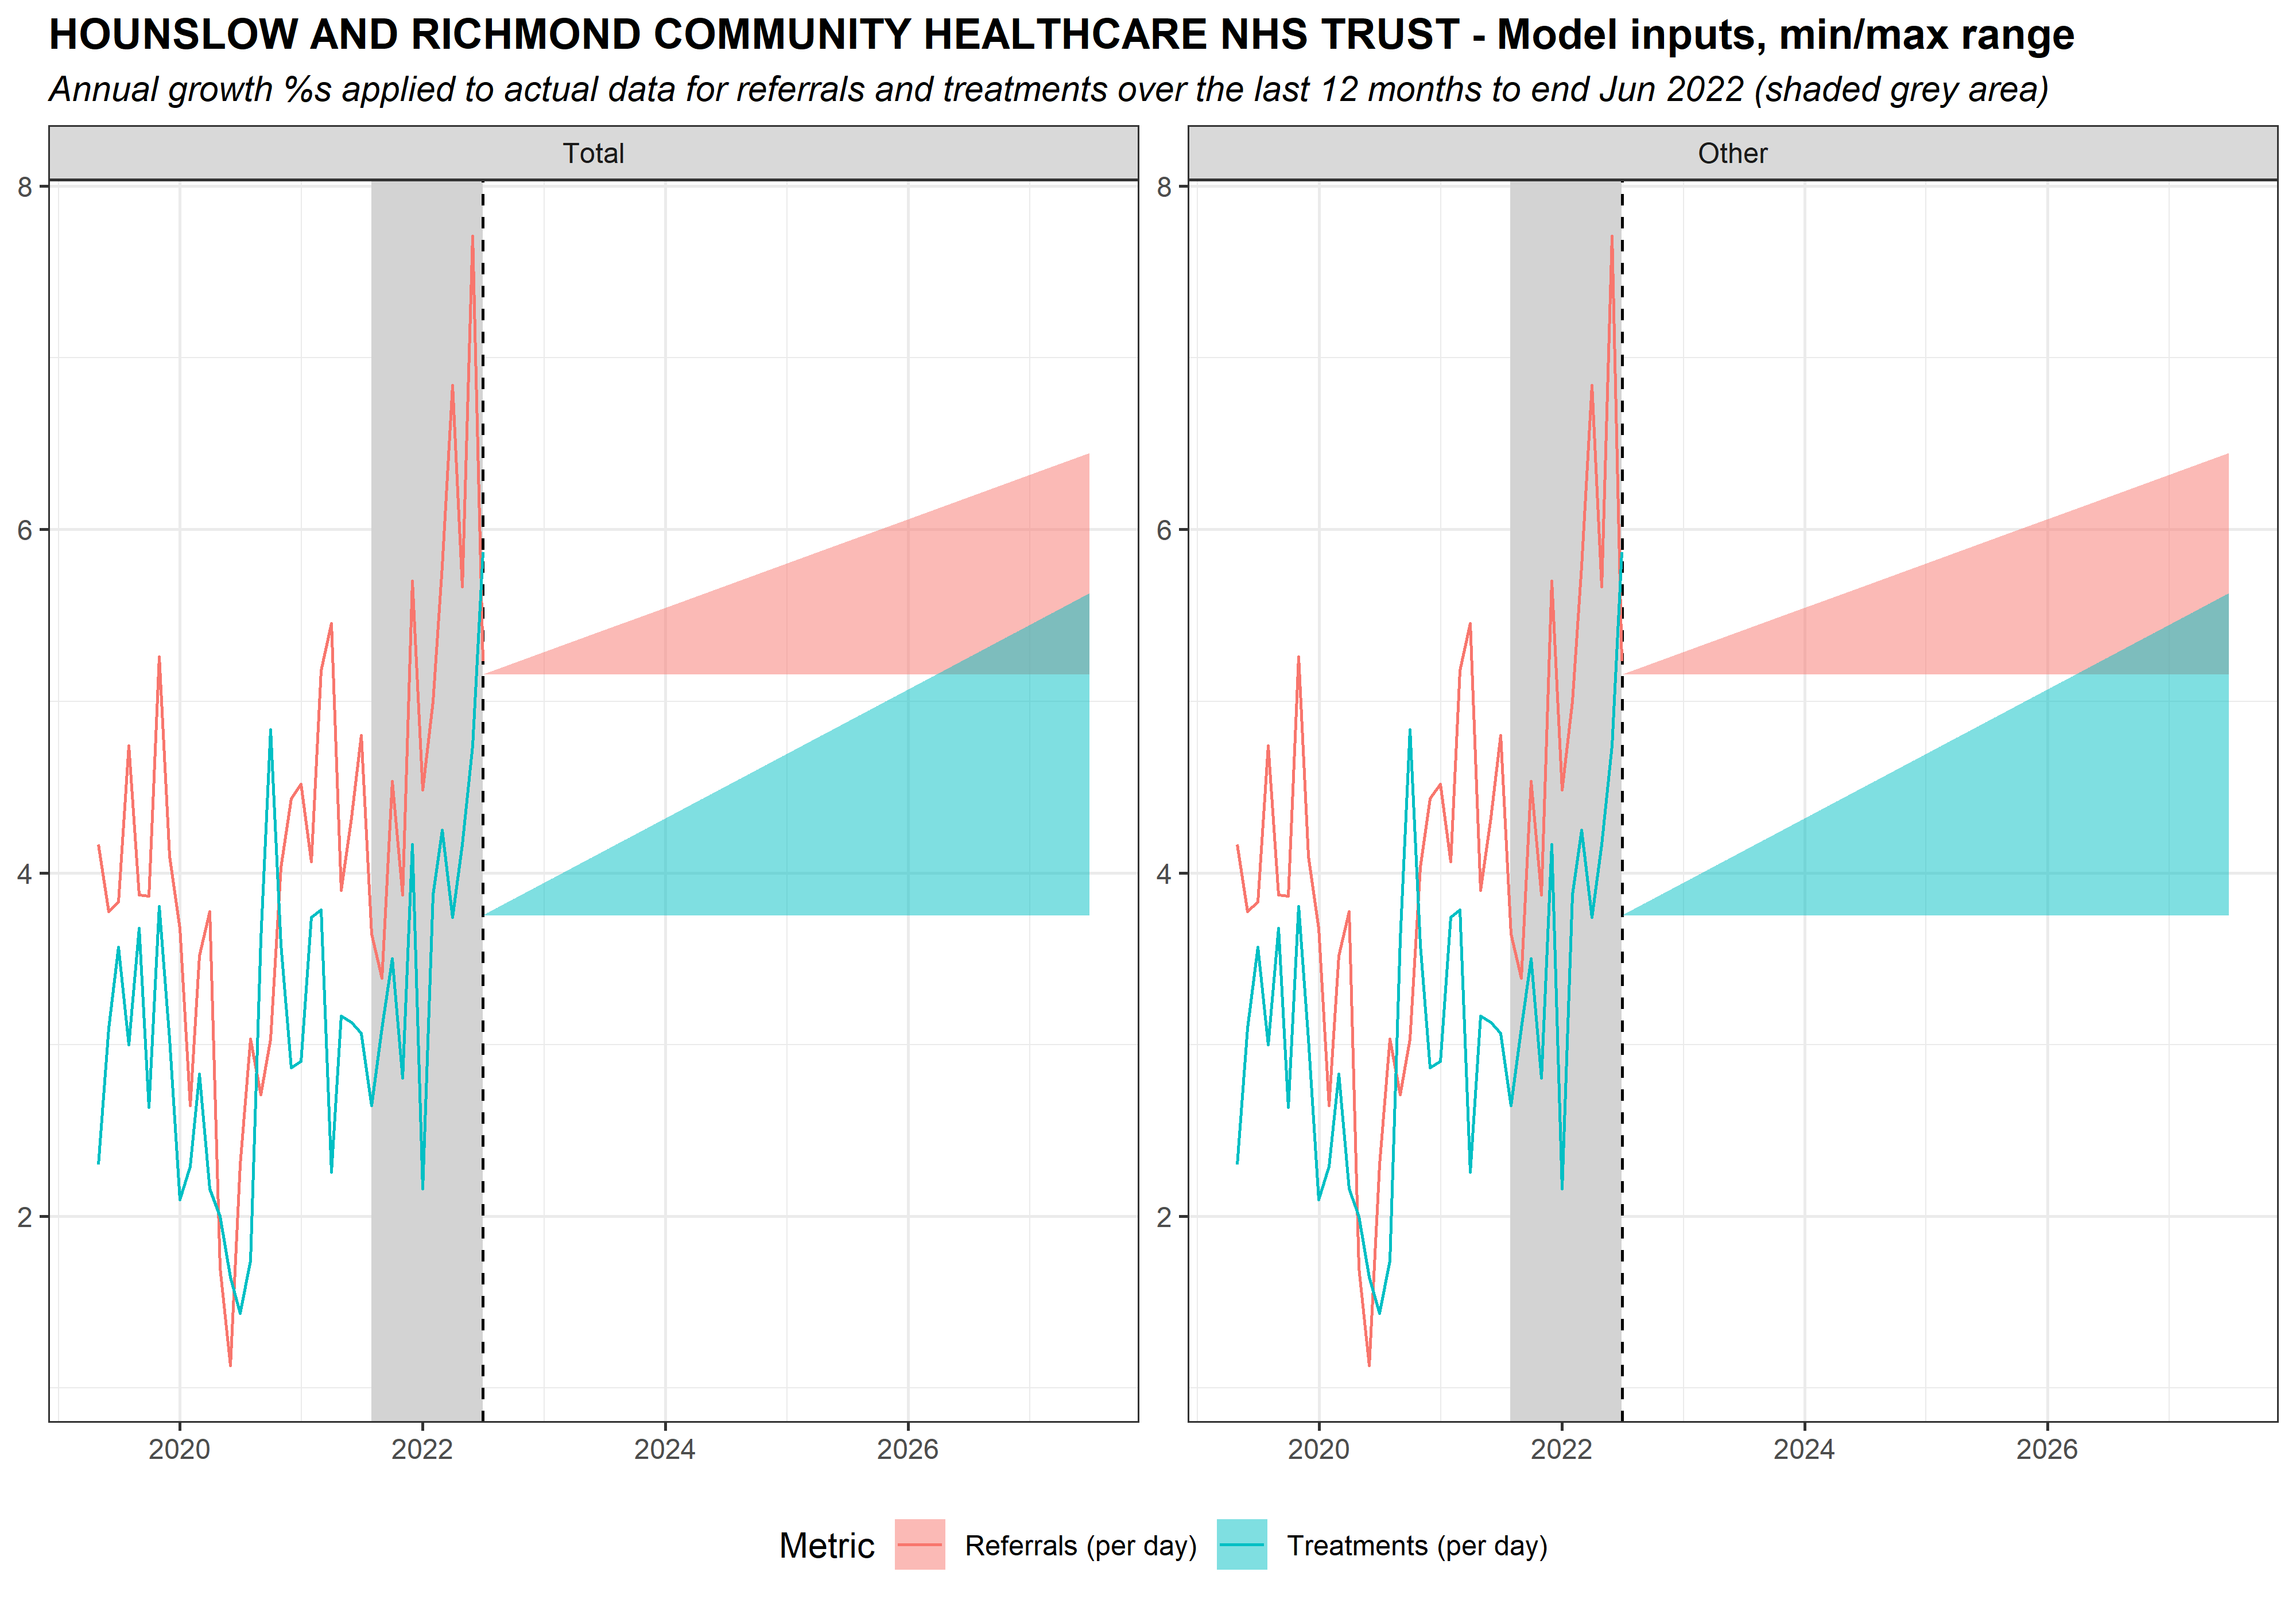 HOUNSLOW AND RICHMOND COMMUNITY HEALTHCARE NHS TRUST - Model inputs, min/max range
Annual growth %s applied to actual data for referrals and treatments over the last 12 months to end Jun 2022 (shaded grey area)
Total
Other
8
6
4
2
8
6
4
2
2020
2022
2024
2026
2020
2022
2024
2026
Metric
Referrals (per day)
Treatments (per day)